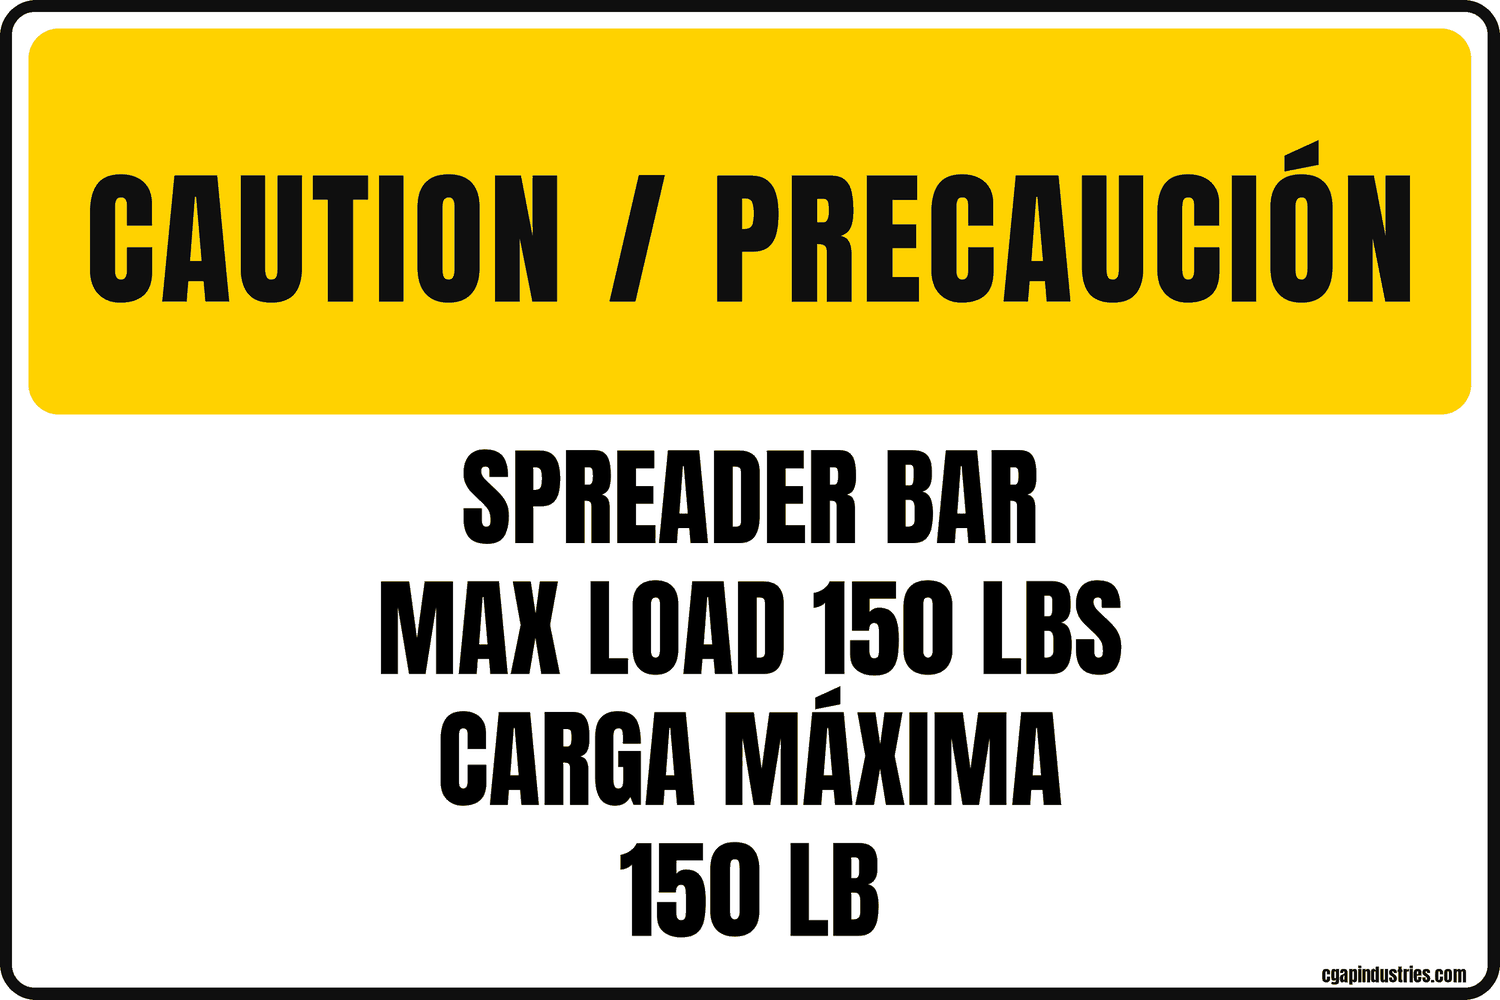 CAUTION / PRECAUCIÓN
SPREADER BAR
MAX LOAD 150 LBS
CARGA MÁXIMA
150 LB
cgapindustries.com